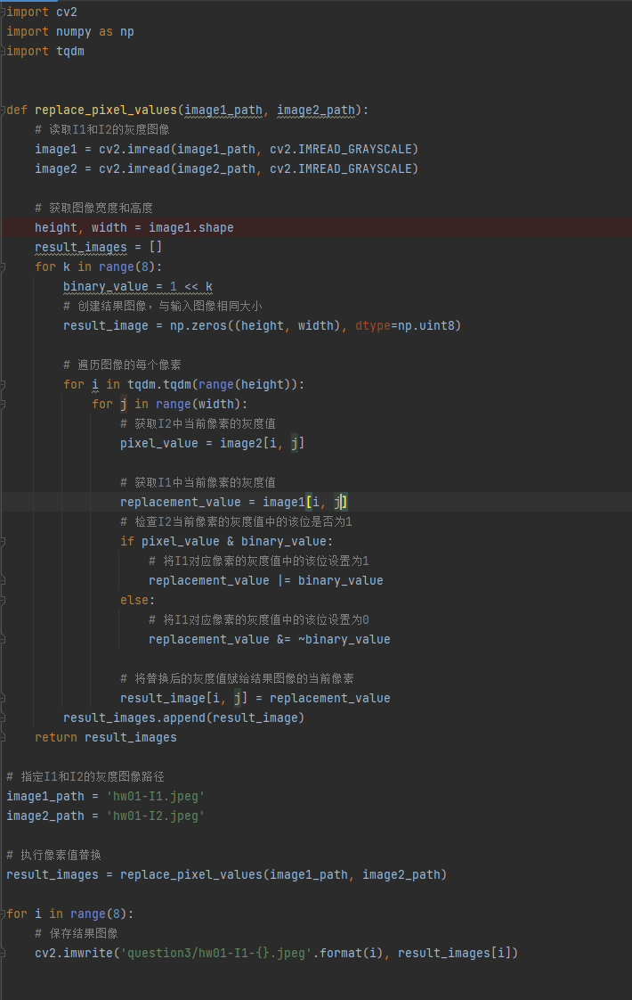 import cv2
import numpy as np
import tqdm
def replace_pixel_values(image1_path, image2_path):
# 读取I1和I2的灰度图像
image1 = cv2.imread(image1_path, cv2.IMREAD_GRAYSCALE)
image2 = cv2.imread(image2_path, cv2.IMREAD_GRAYSCALE)
# 获取图像宽度和高度
height, width = image1.shape
result_images = []
for k in range(8):
binary_value = 1 << k
# 创建结果图像，与输入图像相同大小
result_image = np.zeros((height, width), dtype=np.uint8)
# 遍历图像的每个像素
for i in tqdm.tqdm(range(height)):
for j in range(width):
# 获取I2中当前像素的灰度值
pixel_value = image2[i, j]
# 获取I1中当前像素的灰度值
replacement_value = image1[i, j]
# 检查I2当前像素的灰度值中的该位是否为1
if pixel_value & binary_value:
# 将I1对应像素的灰度值中的该位设置为1
replacement_value |= binary_value
else:
# 将I1对应像素的灰度值中的该位设置为0
replacement_value &= ~binary_value
# 将替换后的灰度值赋给结果图像的当前像素
result_image[i, j] = replacement_value
result_images.append(result_image)
return result_images
# 指定I1和I2的灰度图像路径
image1_path = 'hw01-I1.jpeg'
image2_path = 'hw01-I2.jpeg'
# 执行像素值替换
result_images = replace_pixel_values(image1_path, image2_path)
for i in range(8):
# 保存结果图像
cv2.imwrite('question3/hw01-I1-{}.jpeg'.format(i), result_images[i])